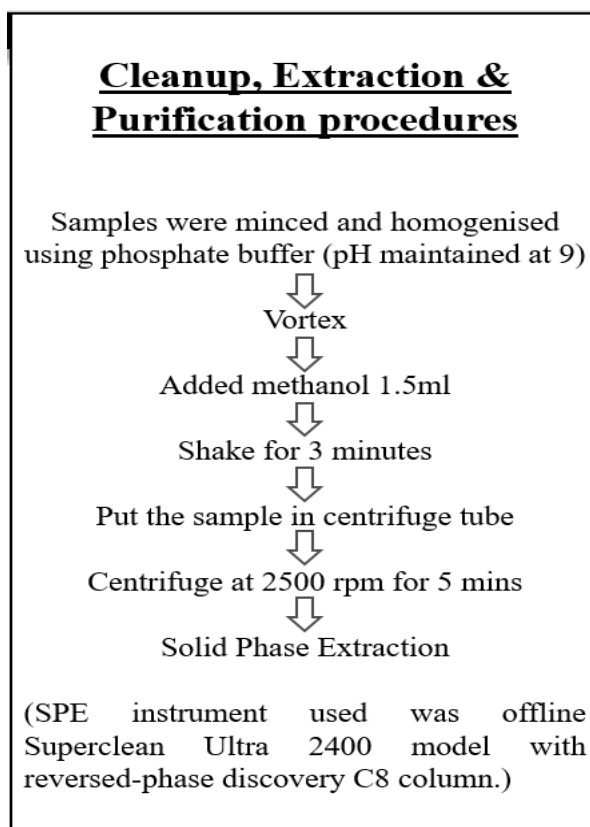 Cleanup, Extraction &
Purification procedures
Samples were minced and homogenised
using phosphate buffer (pH maintained at 9)
Vortex
Added methanol 1.5ml
Shake for 3 minutes
Put the sample in centrifuge tube
Centrifuge at 2500 rpm for 5 mins
Solid Phase Extraction
(SPE instrument used was offline
Superclean Ultra 2400 model with
reversed-phase discovery C8 column.)